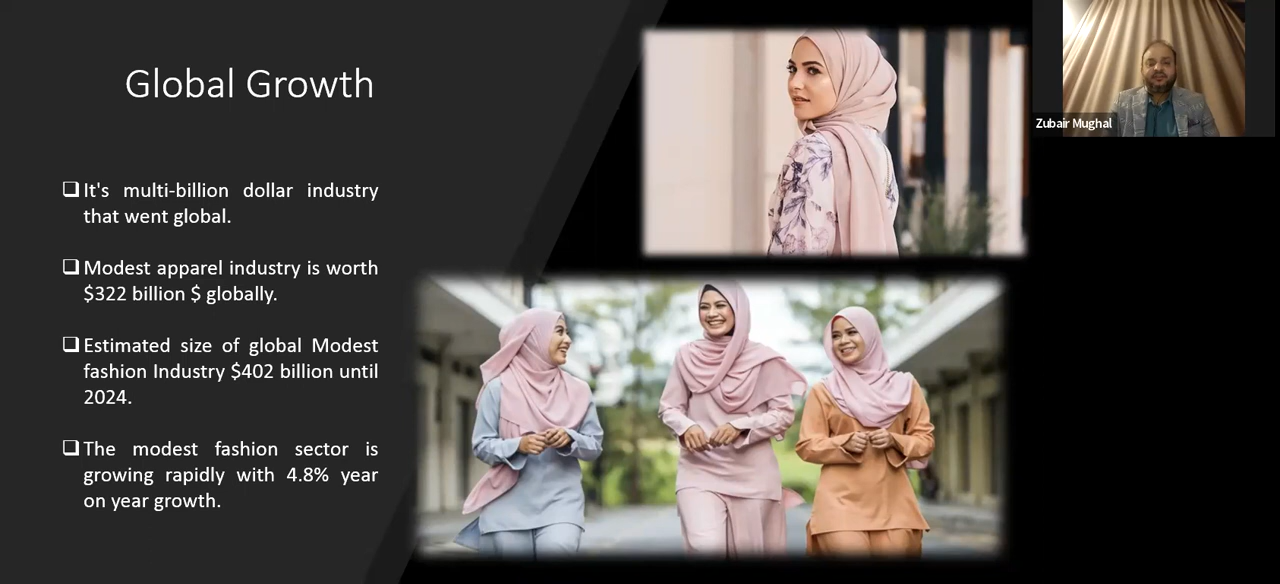 Global Growth
It's multi-billion dollar industry
that went global.
Modest apparel industry is worth
$322 billion $ globally.
Estimated size of global Modest
fashion Industry $402 billion until
2024.
The modest fashion sector is
growing rapidly with 4.8% year
on year growth.
Zubair Mughal